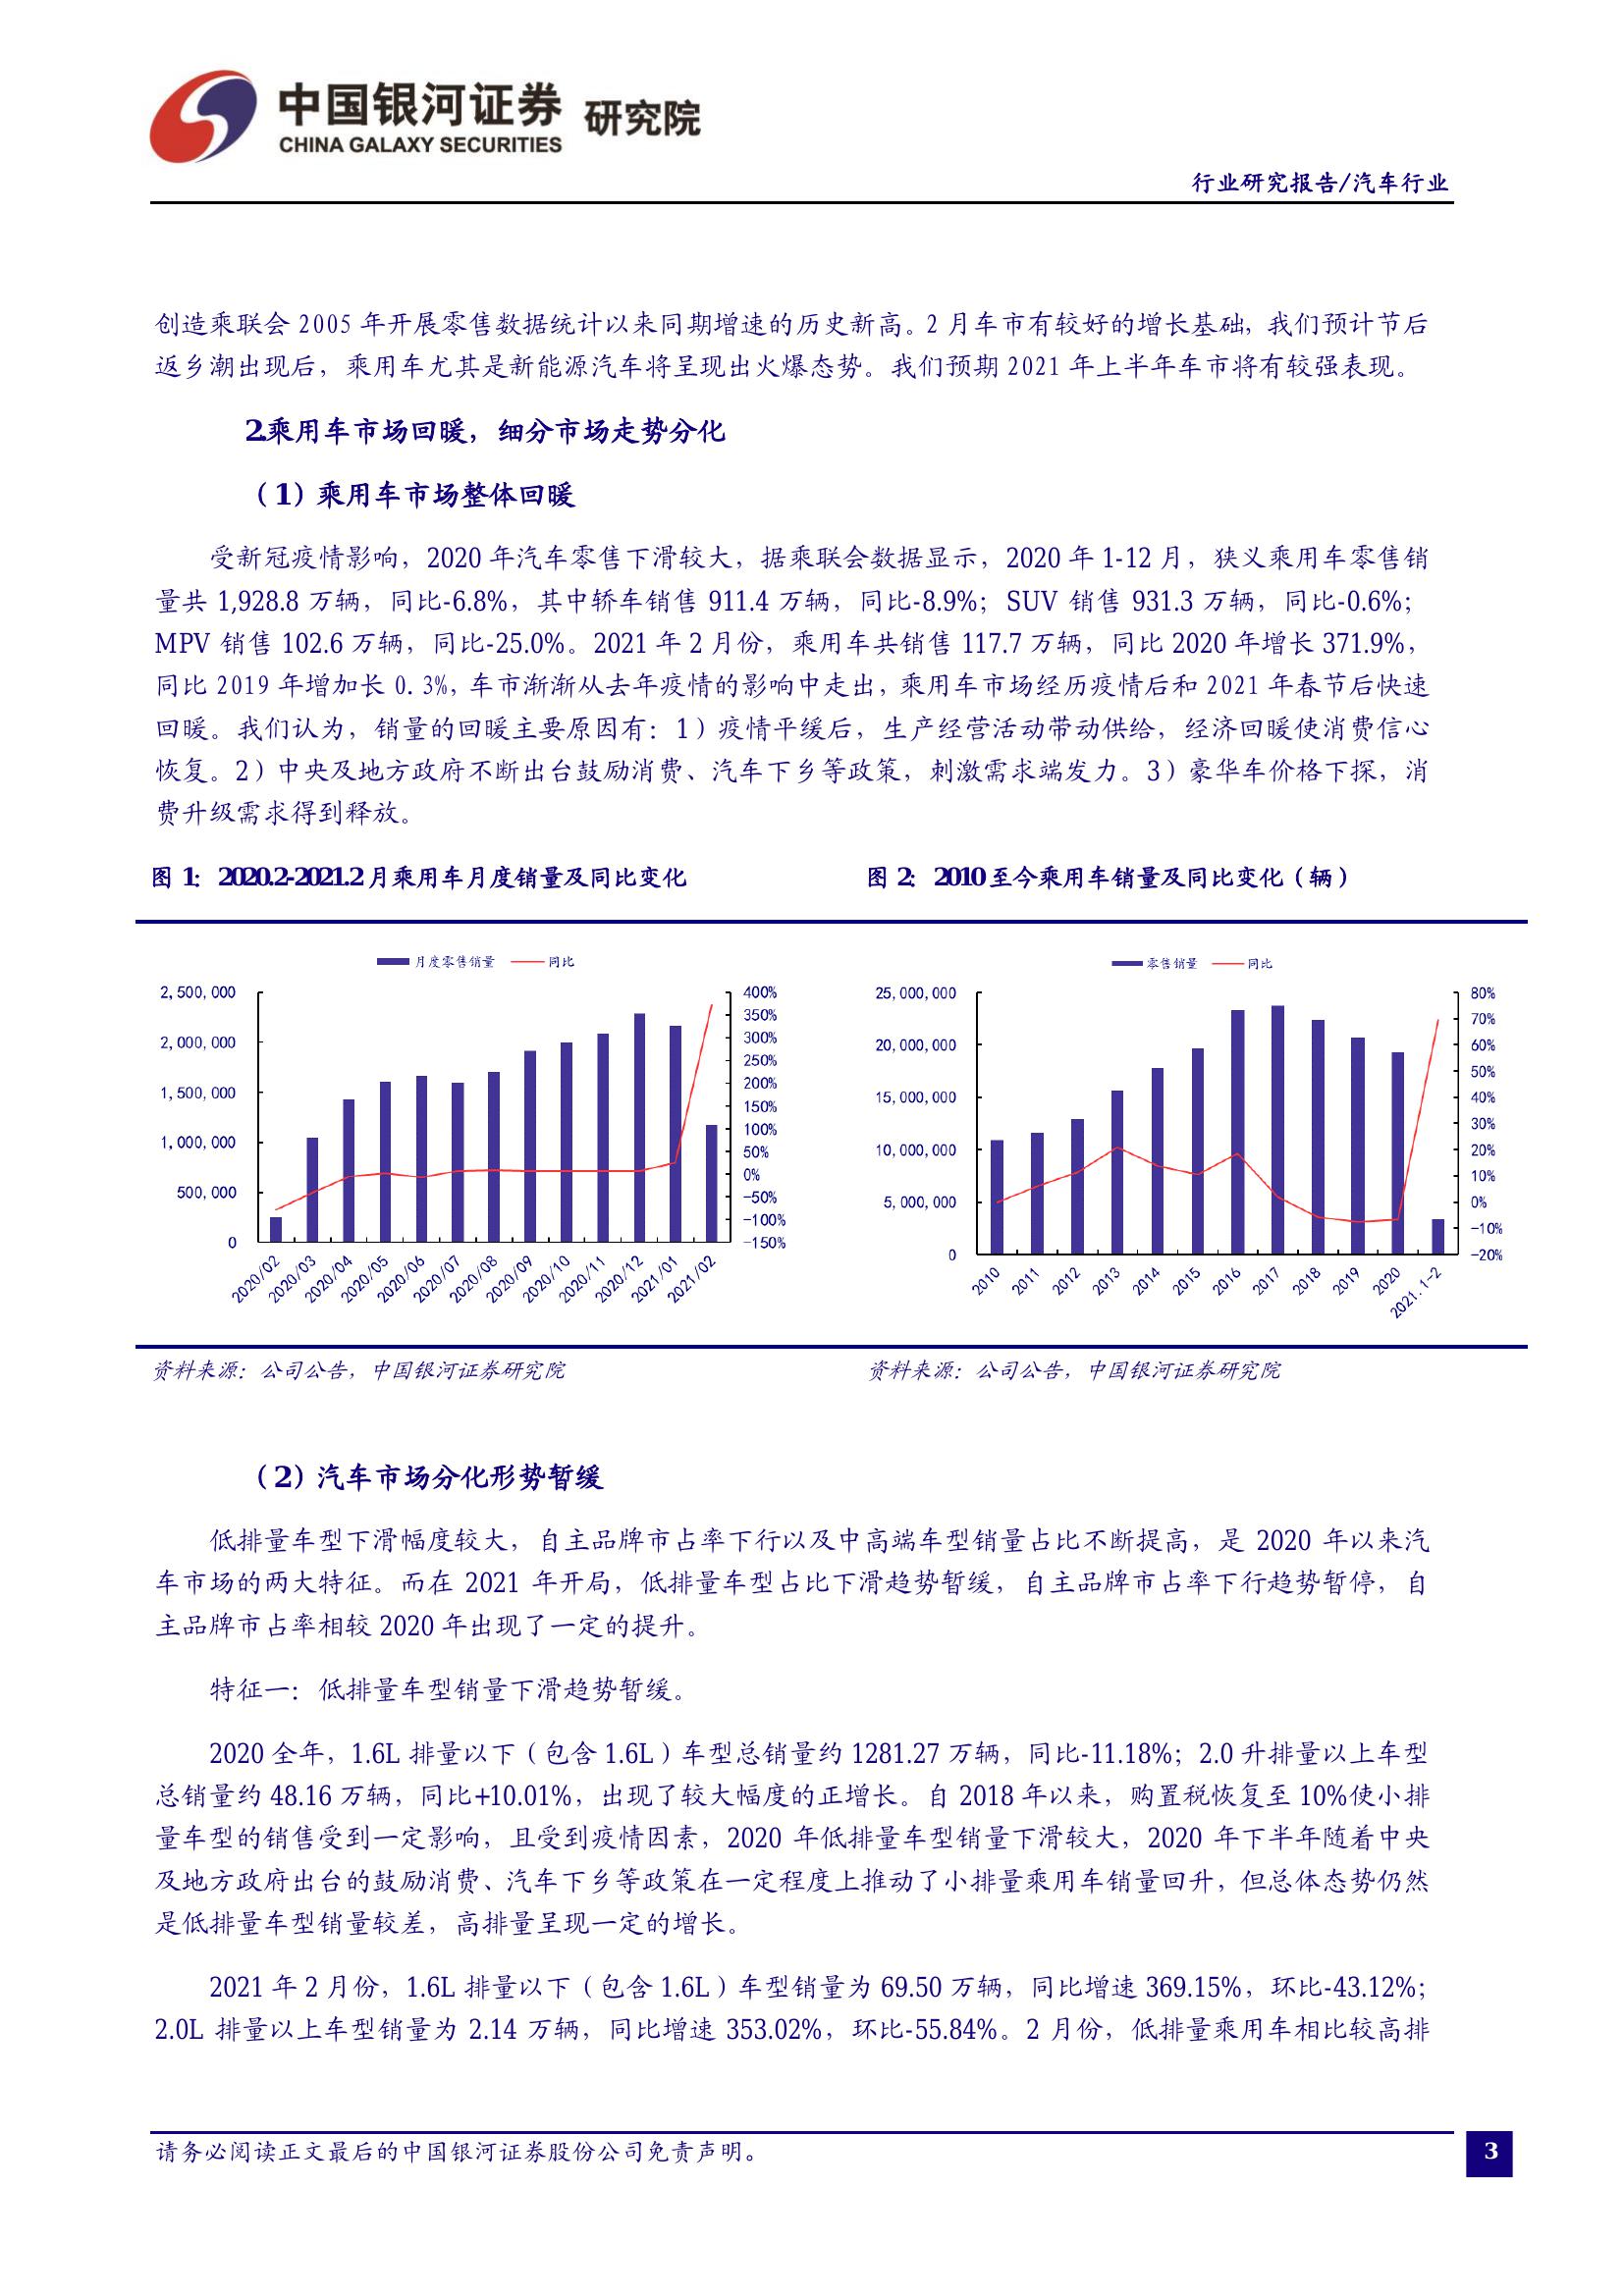 中国银河证券 研究院
CHINA GALAXY SECURITIES
行业研究报告/汽车行业
创造乘联会 2005 年开展零售数据统计以来同期增速的历史新高。2 月车市有较好的增长基础，我们预计节后
返乡潮出现后，乘用车尤其是新能源汽车将呈现出火爆态势。我们预期 2021 年上半年车市将有较强表现。
2.乘用车市场回暖，细分市场走势分化
（1）乘用车市场整体回暖
受新冠疫情影响，2020 年汽车零售下滑较大，据乘联会数据显示，2020 年 1-12 月，狭义乘用车零售销
量共 1,928.8 万辆，同比-6.8%，其中轿车销售 911.4 万辆，同比-8.9%；SUV 销售 931.3 万辆，同比-0.6%；
MPV 销售 102.6 万辆，同比-25.0%。2021 年 2 月份，乘用车共销售 117.7 万辆，同比 2020 年增长 371.9%，
同比 2019 年增加长 0.3%，车市渐渐从去年疫情的影响中走出，乘用车市场经历疫情后和 2021 年春节后快速
回暖。我们认为，销量的回暖主要原因有：1）疫情平缓后，生产经营活动带动供给，经济回暖使消费信心
恢复。2）中央及地方政府不断出台鼓励消费、汽车下乡等政策，刺激需求端发力。3）豪华车价格下探，消
费升级需求得到释放。
图 1：2020.2-2021.2 月乘用车月度销量及同比变化
月度零售销量 同比
2,500,000
2,000,000
1,500,000
1,000,000
500,000
0
400%
350%
300%
250%
200%
150%
100%
50%
0%
-50%
-100%
-150%
2020/02
2020/03
2020/04
2020/05
2020/06
2020/07
2020/08
2020/09
2020/10
2020/11
2020/12
2021/01
2021/02
资料来源：公司公告，中国银河证券研究院
图 2：2010 至今乘用车销量及同比变化（辆）
零售销量 同比
25,000,000
20,000,000
15,000,000
10,000,000
5,000,000
0
80%
70%
60%
50%
40%
30%
20%
10%
0%
-10%
-20%
2010
2011
2012
2013
2014
2015
2016
2017
2018
2019
2020
2021.1-2
资料来源：公司公告，中国银河证券研究院
（2）汽车市场分化形势暂缓
低排量车型下滑幅度较大，自主品牌市占率下行以及中高端车型销量占比不断提高，是 2020 年以来汽
车市场的两大特征。而在 2021 年开局，低排量车型占比下滑趋势暂缓，自主品牌市占率下行趋势暂停，自
主品牌市占率相较 2020 年出现了一定的提升。
特征一：低排量车型销量下滑趋势暂缓。
2020 全年，1.6L 排量以下（包含 1.6L）车型总销量约 1281.27 万辆，同比-11.18%；2.0 升排量以上车型
总销量约 48.16 万辆，同比+10.01%，出现了较大幅度的正增长。自 2018 年以来，购置税恢复至 10%使小排
量车型的销售受到一定影响，且受到疫情因素，2020 年低排量车型销量下滑较大，2020 年下半年随着中央
及地方政府出台的鼓励消费、汽车下乡等政策在一定程度上推动了小排量乘用车销量回升，但总体态势仍然
是低排量车型销量较差，高排量呈现一定的增长。
2021 年 2 月份，1.6L 排量以下（包含 1.6L）车型销量为 69.50 万辆，同比增速 369.15%，环比-43.12%；
2.0L 排量以上车型销量为 2.14 万辆，同比增速 353.02%，环比-55.84%。2 月份，低排量乘用车相比较高排
请务必阅读正文最后的中国银河证券股份公司免责声明。
3